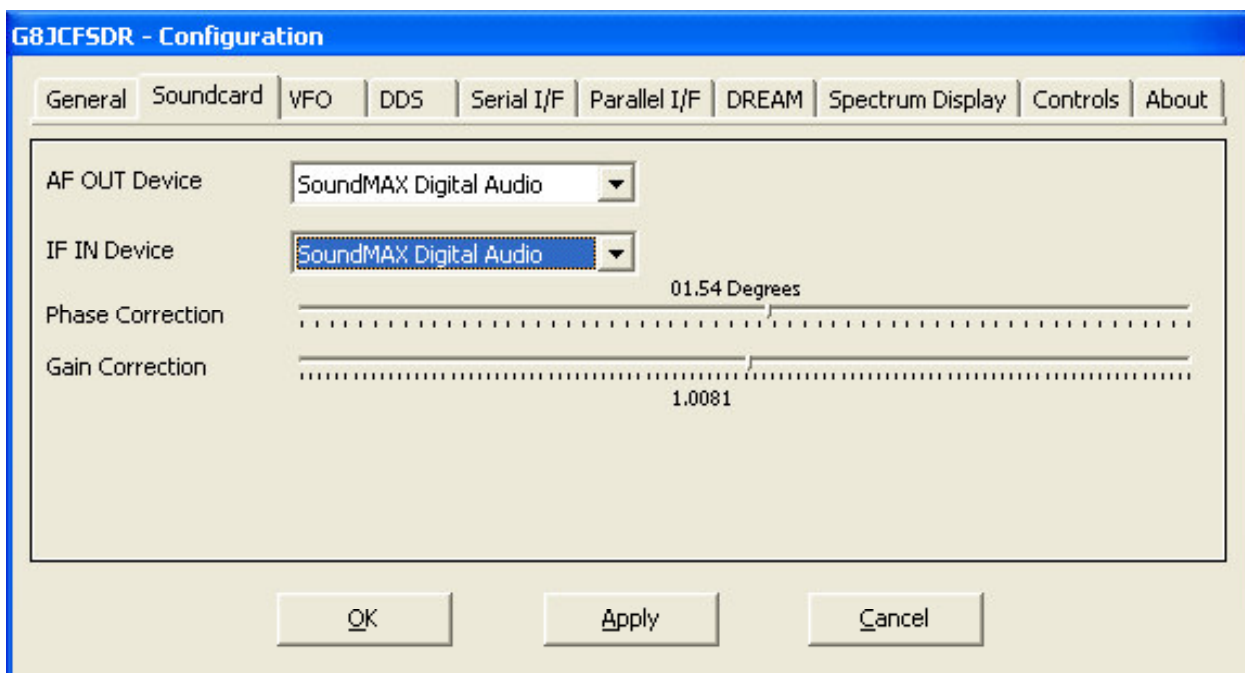 G8JCFSDR - Configuration
General Soundcard VFO DDS Serial I/F Parallel I/F DREAM Spectrum Display Controls About
AF OUT Device SoundMAX Digital Audio
IF IN Device SoundMAX Digital Audio
01.54 Degrees
Phase Correction
Gain Correction
1.0081
OK Apply Cancel